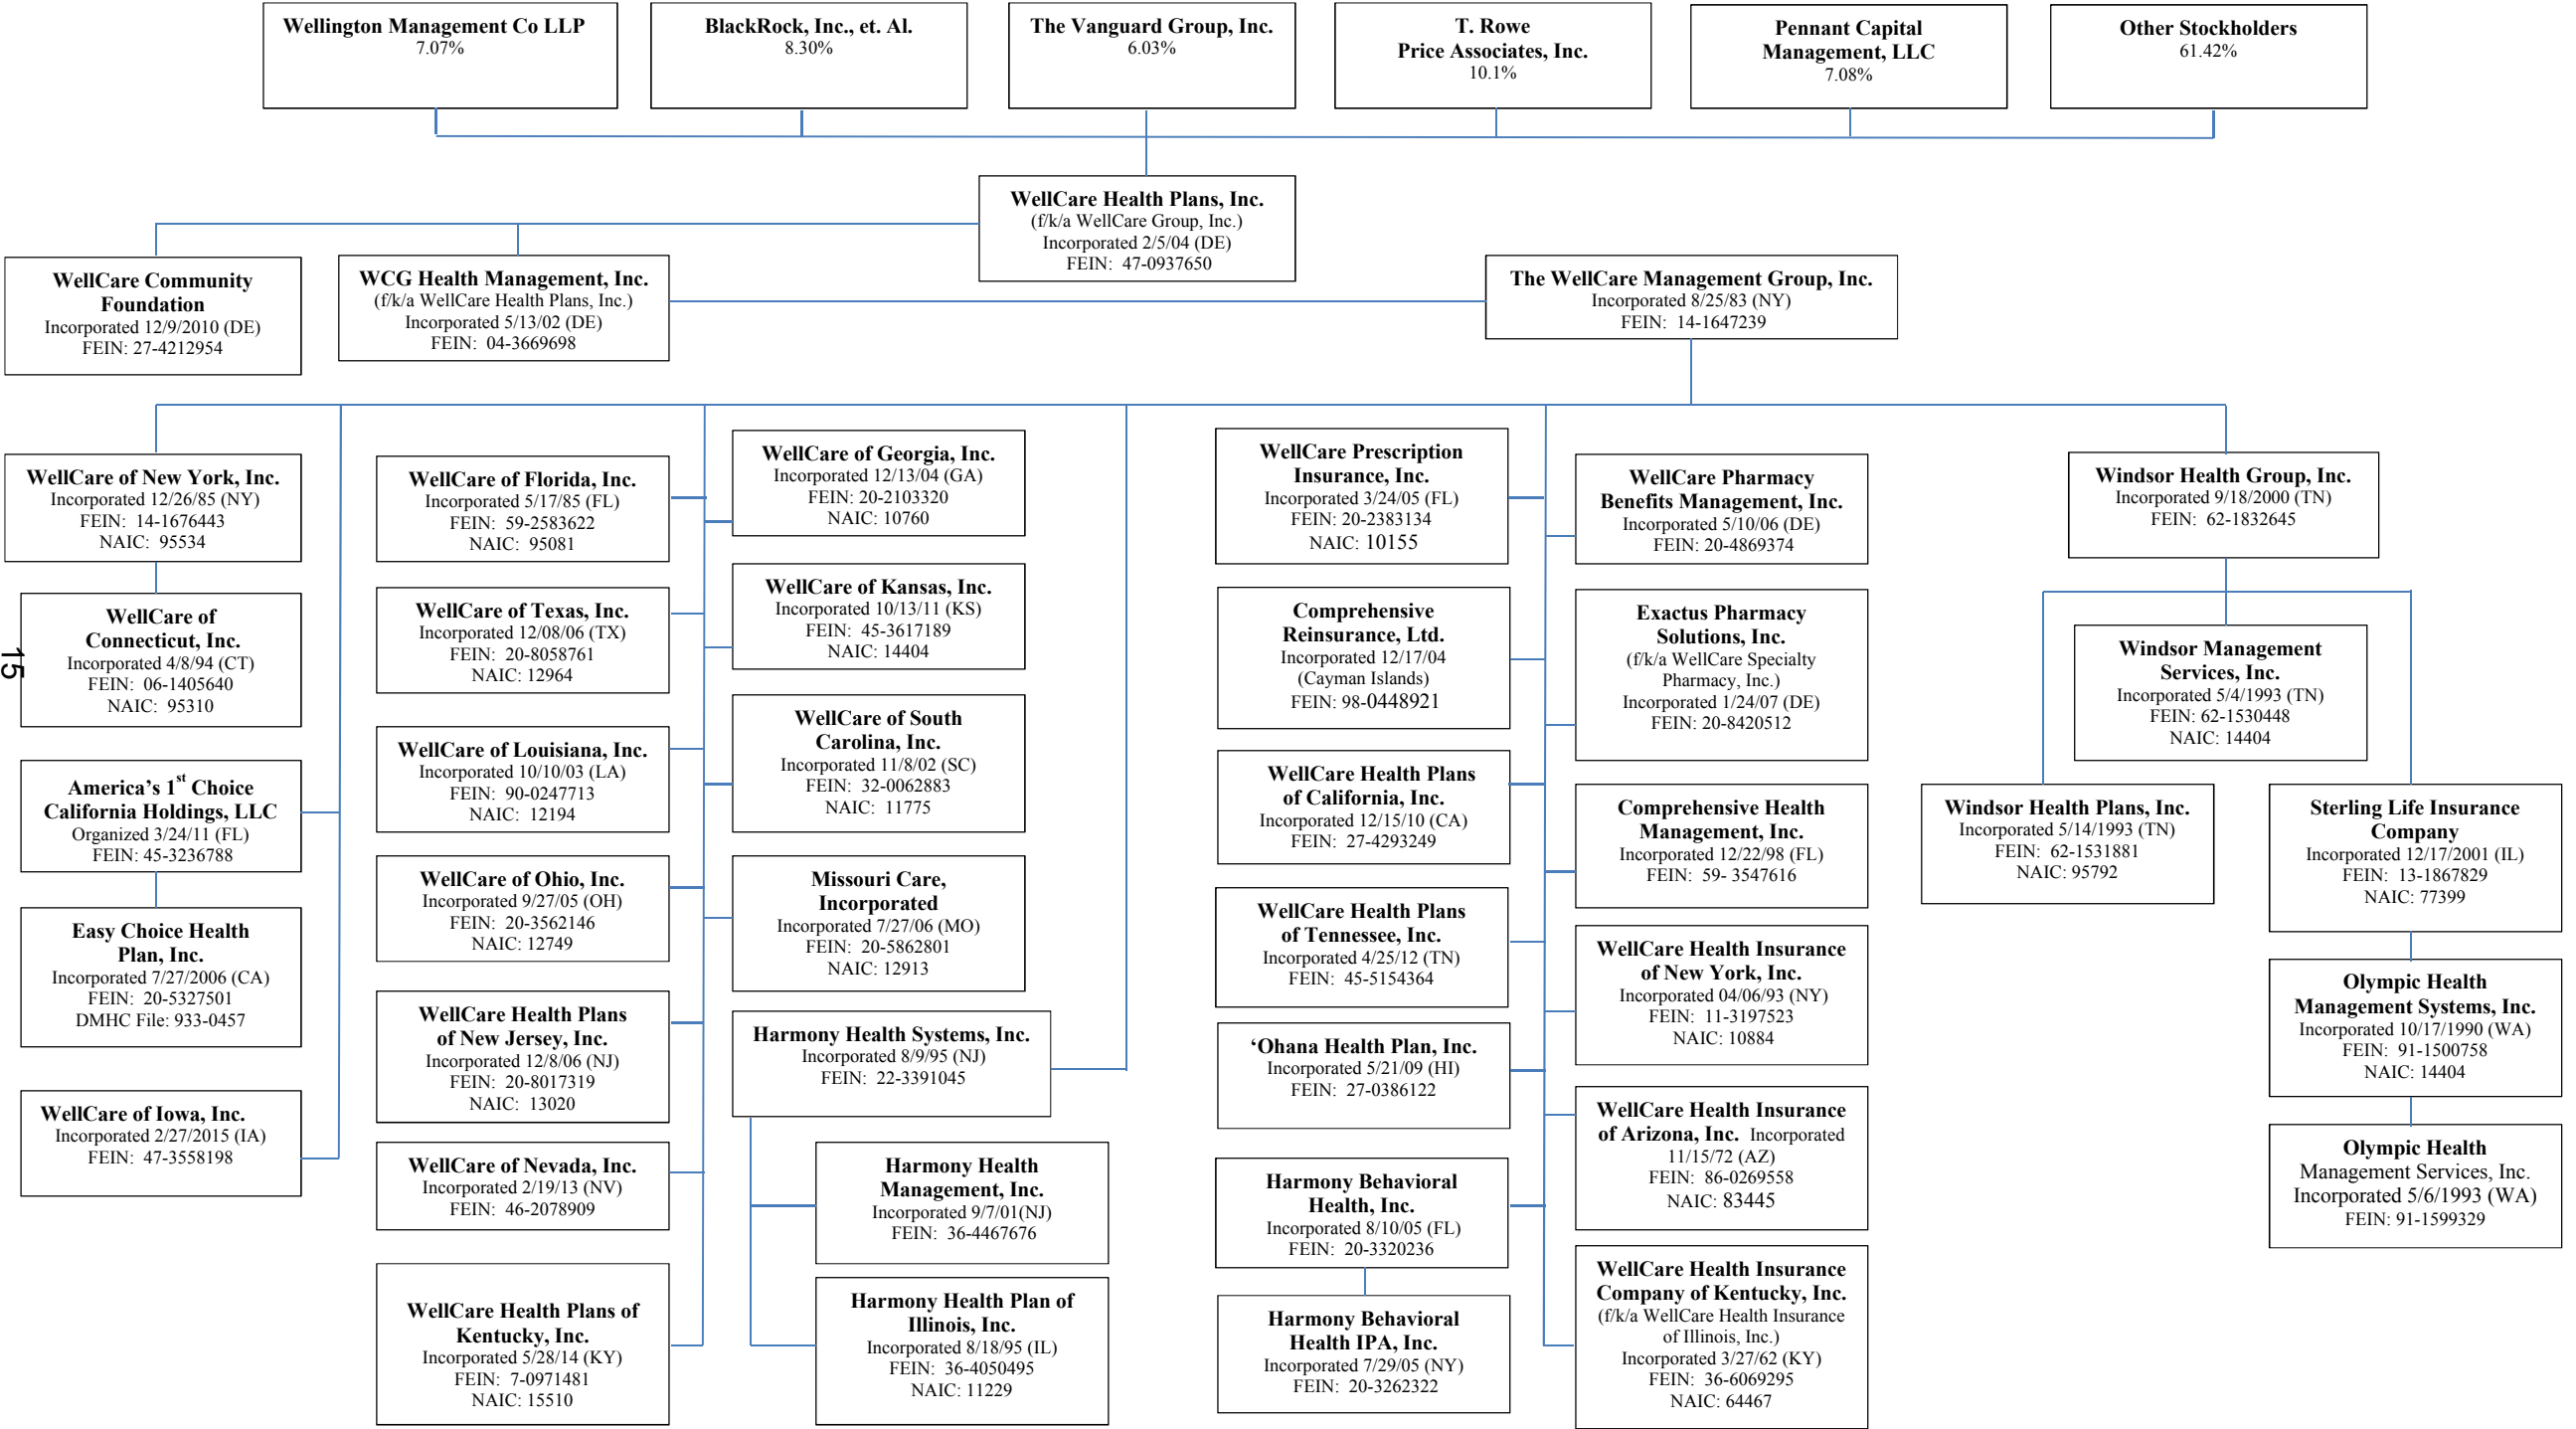 Wellington Management Co LLP
7.07%
BlackRock, Inc., et. Al.
8.30%
The Vanguard Group, Inc.
6.03%
T. Rowe
Price Associates, Inc.
10.1%
Pennant Capital
Management, LLC
7.08%
Other Stockholders
61.42%
WellCare Health Plans, Inc.
(f/k/a WellCare Group, Inc.)
Incorporated 2/5/04 (DE)
FEIN: 47-0937650
WellCare Community
Foundation
Incorporated 12/9/2010 (DE)
FEIN: 27-4212954
WCG Health Management, Inc.
(f/k/a WellCare Health Plans, Inc.)
Incorporated 5/13/02 (DE)
FEIN: 04-3669698
The WellCare Management Group, Inc.
Incorporated 8/25/83 (NY)
FEIN: 14-1647239
WellCare of New York, Inc.
Incorporated 12/26/85 (NY)
FEIN: 14-1676443
NAIC: 95534
WellCare of
Connecticut, Inc.
Incorporated 4/8/94 (CT)
FEIN: 06-1405640
NAIC: 95310
15
America's 1st Choice
California Holdings, LLC
Organized 3/24/11 (FL)
FEIN: 45-3236788
Easy Choice Health
Plan, Inc.
Incorporated 7/27/2006 (CA)
FEIN: 20-5327501
DMHC File: 933-0457
WellCare of Iowa, Inc.
Incorporated 2/27/2015 (IA)
FEIN: 47-3558198
WellCare of Florida, Inc.
Incorporated 5/17/85 (FL)
FEIN: 59-2583622
NAIC: 95081
WellCare of Texas, Inc.
Incorporated 12/08/06 (TX)
FEIN: 20-8058761
NAIC: 12964
WellCare of Louisiana, Inc.
Incorporated 10/10/03 (LA)
FEIN: 90-0247713
NAIC: 12194
WellCare of Ohio, Inc.
Incorporated 9/27/05 (OH)
FEIN: 20-3562146
NAIC: 12749
WellCare Health Plans
of New Jersey, Inc.
Incorporated 12/8/06 (NJ)
FEIN: 20-8017319
NAIC: 13020
WellCare of Nevada, Inc.
Incorporated 2/19/13 (NV)
FEIN: 46-2078909
WellCare Health Plans of
Kentucky, Inc.
Incorporated 5/28/14 (KY)
FEIN: 7-0971481
NAIC: 15510
WellCare of Georgia, Inc.
Incorporated 12/13/04 (GA)
FEIN: 20-2103320
NAIC: 10760
WellCare of Kansas, Inc.
Incorporated 10/13/11 (KS)
FEIN: 45-3617189
NAIC: 14404
WellCare of South
Carolina, Inc.
Incorporated 11/8/02 (SC)
FEIN: 32-0062883
NAIC: 11775
Missouri Care,
Incorporated
Incorporated 7/27/06 (MO)
FEIN: 20-5862801
NAIC: 12913
Harmony Health Systems, Inc.
Incorporated 8/9/95 (NJ)
FEIN: 22-3391045
Harmony Health
Management, Inc.
Incorporated 9/7/01(NJ)
FEIN: 36-4467676
Harmony Health Plan of
Illinois, Inc.
Incorporated 8/18/95 (IL)
FEIN: 36-4050495
NAIC: 11229
WellCare Prescription
Insurance, Inc.
Incorporated 3/24/05 (FL)
FEIN: 20-2383134
NAIC: 10155
Comprehensive
Reinsurance, Ltd.
Incorporated 12/17/04
(Cayman Islands)
FEIN: 98-0448921
WellCare Health Plans
of California, Inc.
Incorporated 12/15/10 (CA)
FEIN: 27-4293249
WellCare Health Plans
of Tennessee, Inc.
Incorporated 4/25/12 (TN)
FEIN: 45-5154364
‘Ohana Health Plan, Inc.
Incorporated 5/21/09 (HI)
FEIN: 27-0386122
Harmony Behavioral
Health, Inc.
Incorporated 8/10/05 (FL)
FEIN: 20-3320236
Harmony Behavioral
Health IPA, Inc.
Incorporated 7/29/05 (NY)
FEIN: 20-3262322
WellCare Pharmacy
Benefits Management, Inc.
Incorporated 5/10/06 (DE)
FEIN: 20-4869374
Exactus Pharmacy
Solutions, Inc.
(f/k/a WellCare Specialty
Pharmacy, Inc.)
Incorporated 1/24/07 (DE)
FEIN: 20-8420512
Comprehensive Health
Management, Inc.
Incorporated 12/22/98 (FL)
FEIN: 59- 3547616
WellCare Health Insurance
of New York, Inc.
Incorporated 04/06/93 (NY)
FEIN: 11-3197523
NAIC: 10884
WellCare Health Insurance
of Arizona, Inc. Incorporated
11/15/72 (AZ)
FEIN: 86-0269558
NAIC: 83445
WellCare Health Insurance
Company of Kentucky, Inc.
(f/k/a WellCare Health Insurance
of Illinois, Inc.)
Incorporated 3/27/62 (KY)
FEIN: 36-6069295
NAIC: 64467
Windsor Health Group, Inc.
Incorporated 9/18/2000 (TN)
FEIN: 62-1832645
Windsor Management
Services, Inc.
Incorporated 5/4/1993 (TN)
FEIN: 62-1530448
NAIC: 14404
Windsor Health Plans, Inc.
Incorporated 5/14/1993 (TN)
FEIN: 62-1531881
NAIC: 95792
Sterling Life Insurance
Company
Incorporated 12/17/2001 (IL)
FEIN: 13-1867829
NAIC: 77399
Olympic Health
Management Systems, Inc.
Incorporated 10/17/1990 (WA)
FEIN: 91-1500758
NAIC: 14404
Olympic Health
Management Services, Inc.
Incorporated 5/6/1993 (WA)
FEIN: 91-1599329